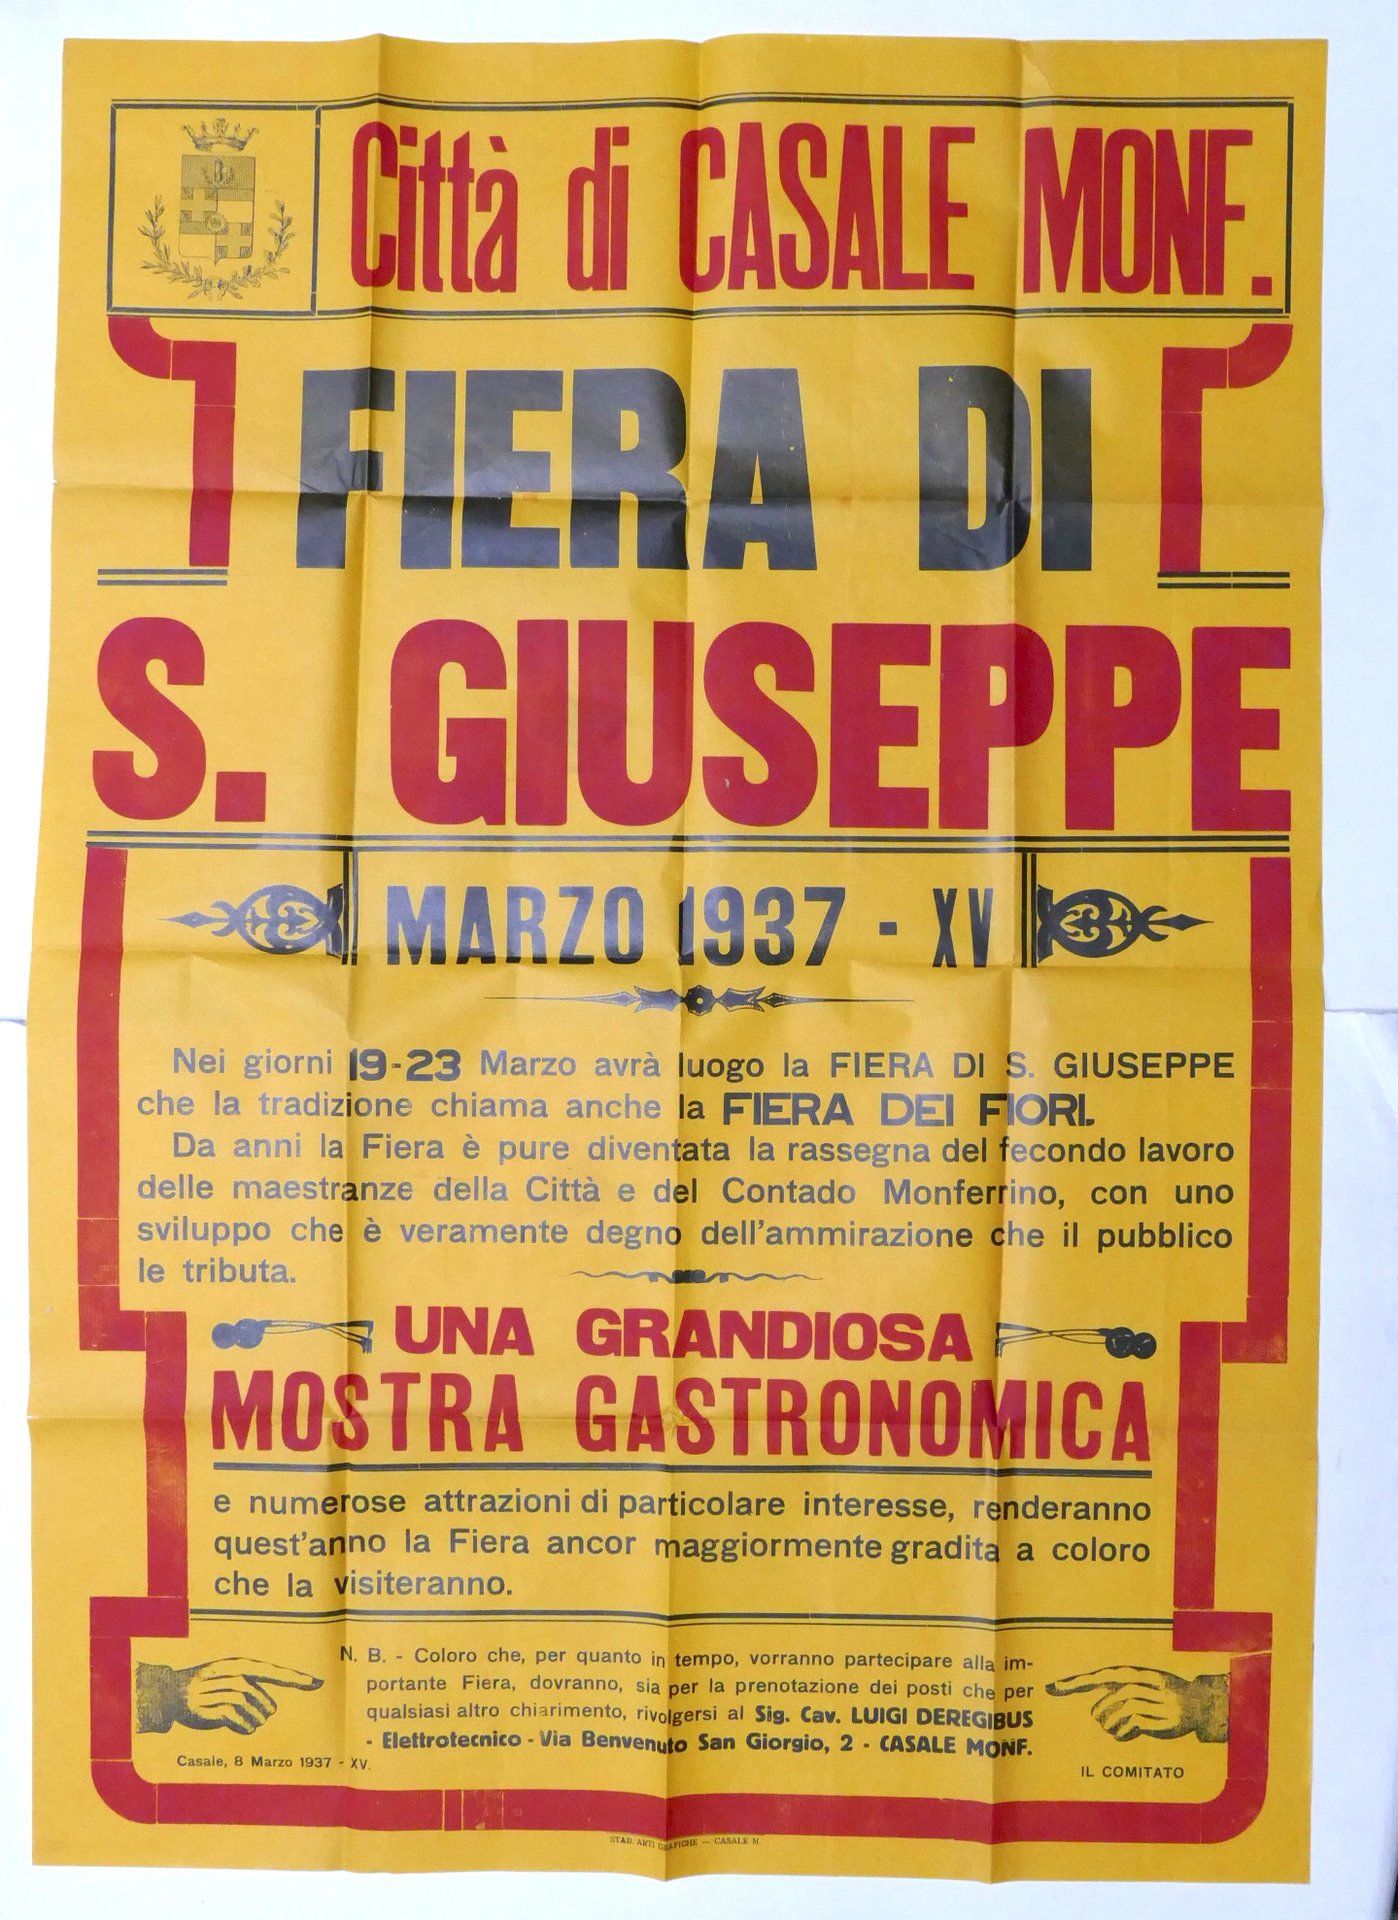 Città di CASALE MONF.
FIERA DI
S. GIUSEPPE
MARZO 1937 - XV
Nei giorni 19-23 Marzo avrà luogo la FIERA DI S. GIUSEPPE
che la tradizione chiama anche la FIERA DEI FIORI.
Da anni la Fiera è pure diventata la rassegna del fecondo lavoro
delle maestranze della Città e del Contado Monferrino, con uno
sviluppo che è veramente degno dell'ammirazione che il pubblico
le tributa.
UNA GRANDIOSA
MOSTRA GASTRONOMICA
e numerose attrazioni di particolare interesse, renderanno
quest'anno la Fiera ancor maggiormente gradita a coloro
che la visiteranno.
N. B. - Coloro che, per quanto in tempo, vorranno partecipare alla im-
portante Fiera, dovranno, sia per la prenotazione dei posti che per
qualsiasi altro chiarimento, rivolgersi al Sig. Cav. LUIGI DEREGIBUS
- Elettrotecnico - Via Benvenuto San Giorgio, 2 - CASALE MONF.
Casale, 8 Marzo 1937 - XV.
IL COMITATO
STAB. ARTI GRAFICHE — CASALE M.